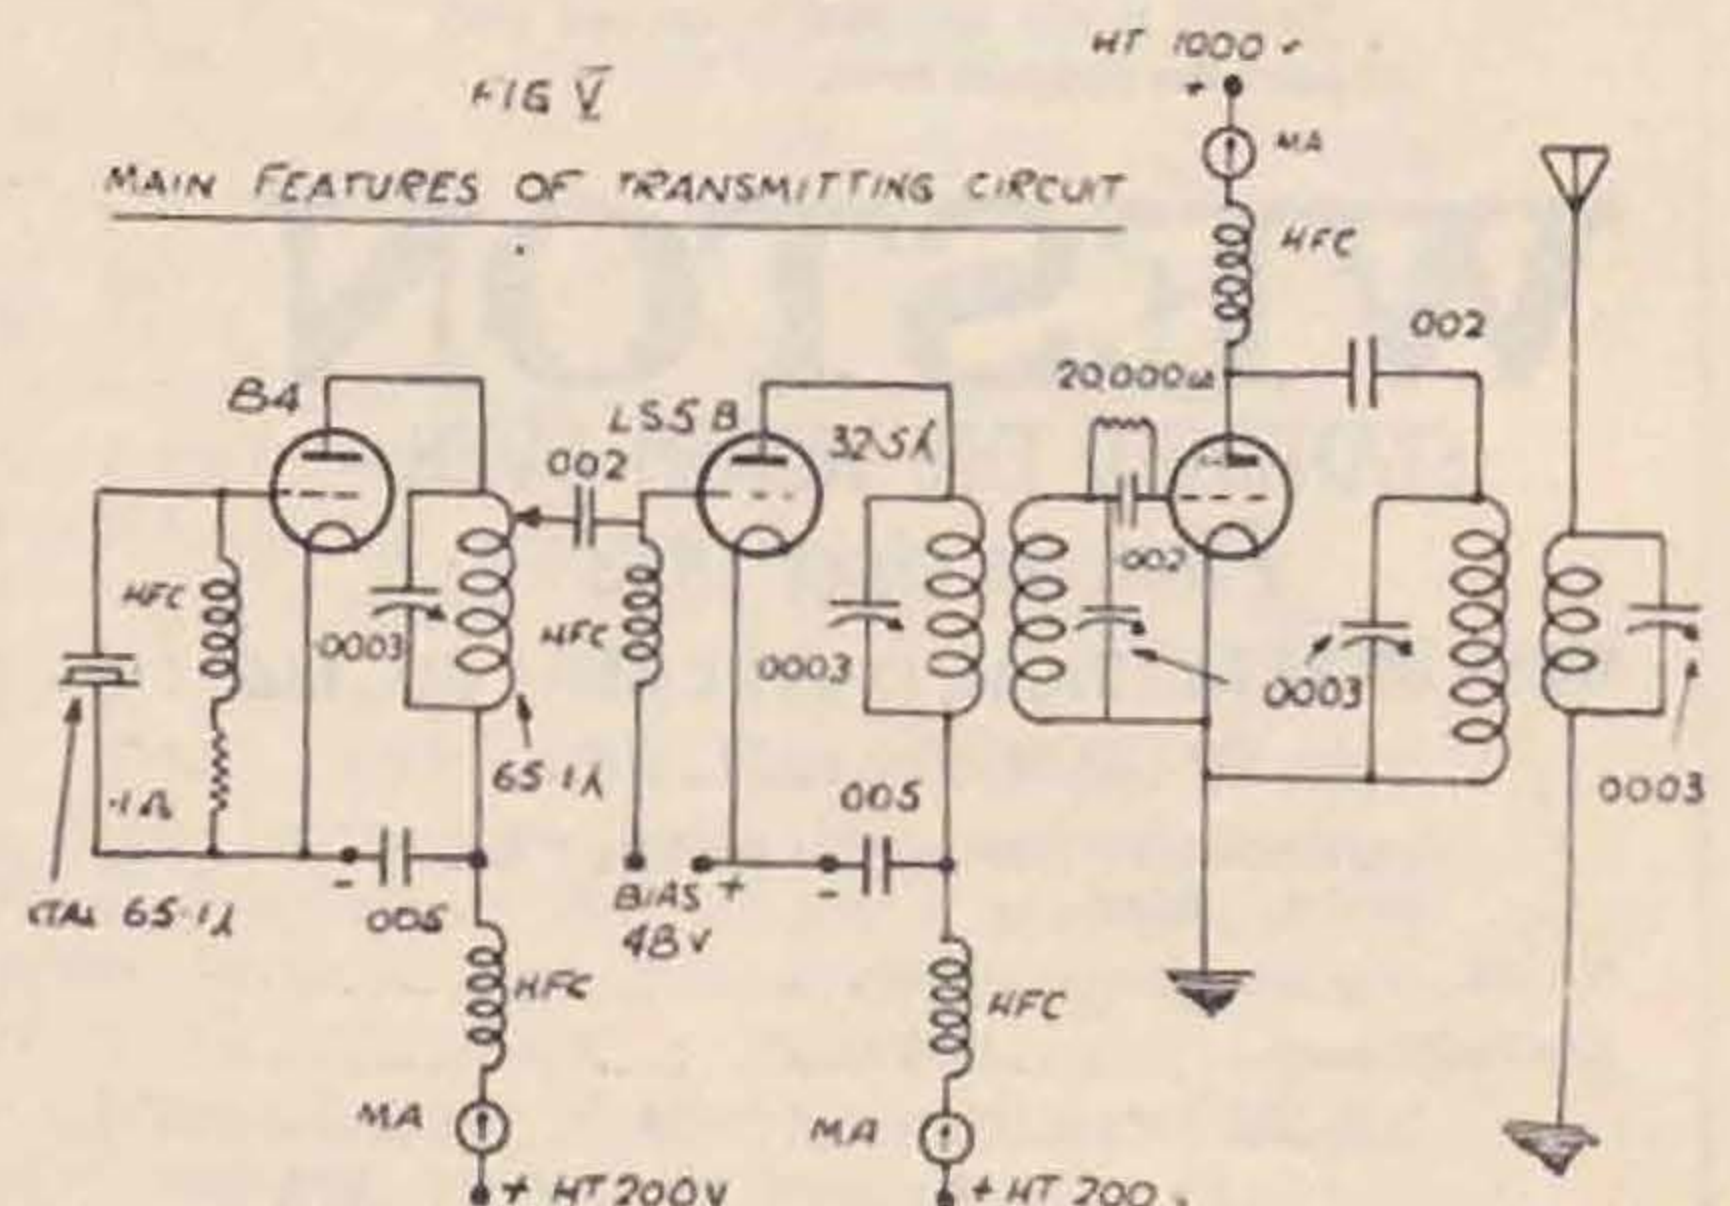 HT 1000 v
FIG V
+
MA
MAIN FEATURES OF TRANSMITTING CIRCUIT
HFC
002
20,000ω
B4
LS5B
32.5λ
002
HFC
HFC
.0003
.0003
.002
.0003
.0003
65.1λ
.1Ω
005
- 
BIAS +
-
48 V
XTAL 65.1λ
005
HFC
HFC
MA
MA
+ HT 200V
+ HT 200